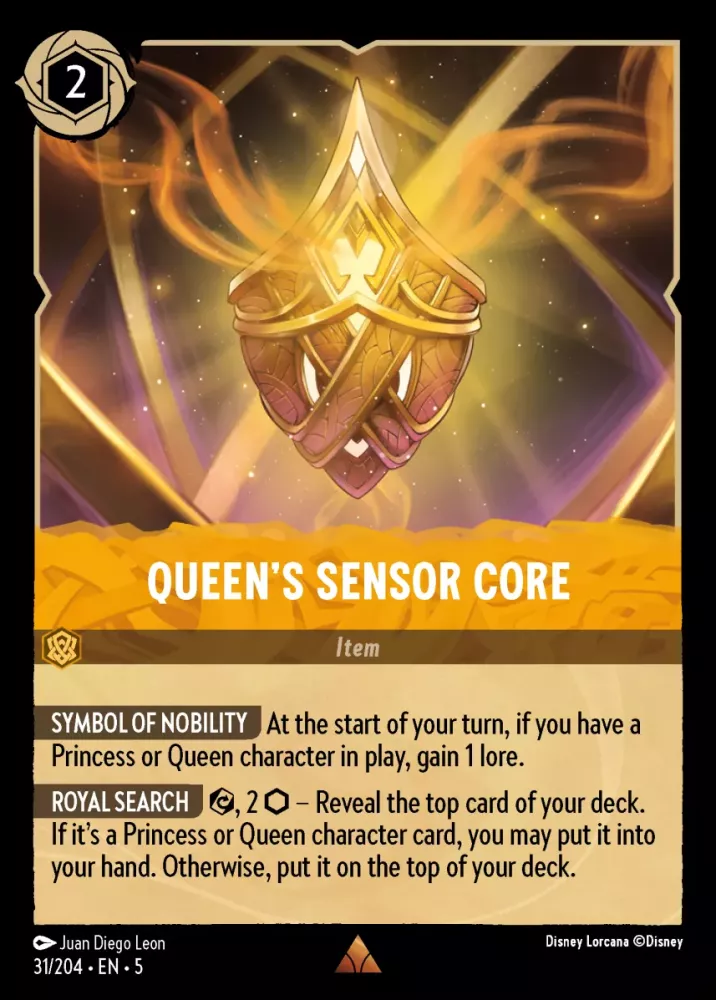 2
QUEEN'S SENSOR CORE
Item
SYMBOL OF NOBILITY At the start of your turn, if you have a
Princess or Queen character in play, gain 1 lore.
ROYAL SEARCH , 2 – Reveal the top card of your deck.
If it's a Princess or Queen character card, you may put it into
your hand. Otherwise, put it on the top of your deck.
Juan Diego Leon
Disney Lorcana ©Disney
31/204 • EN • 5